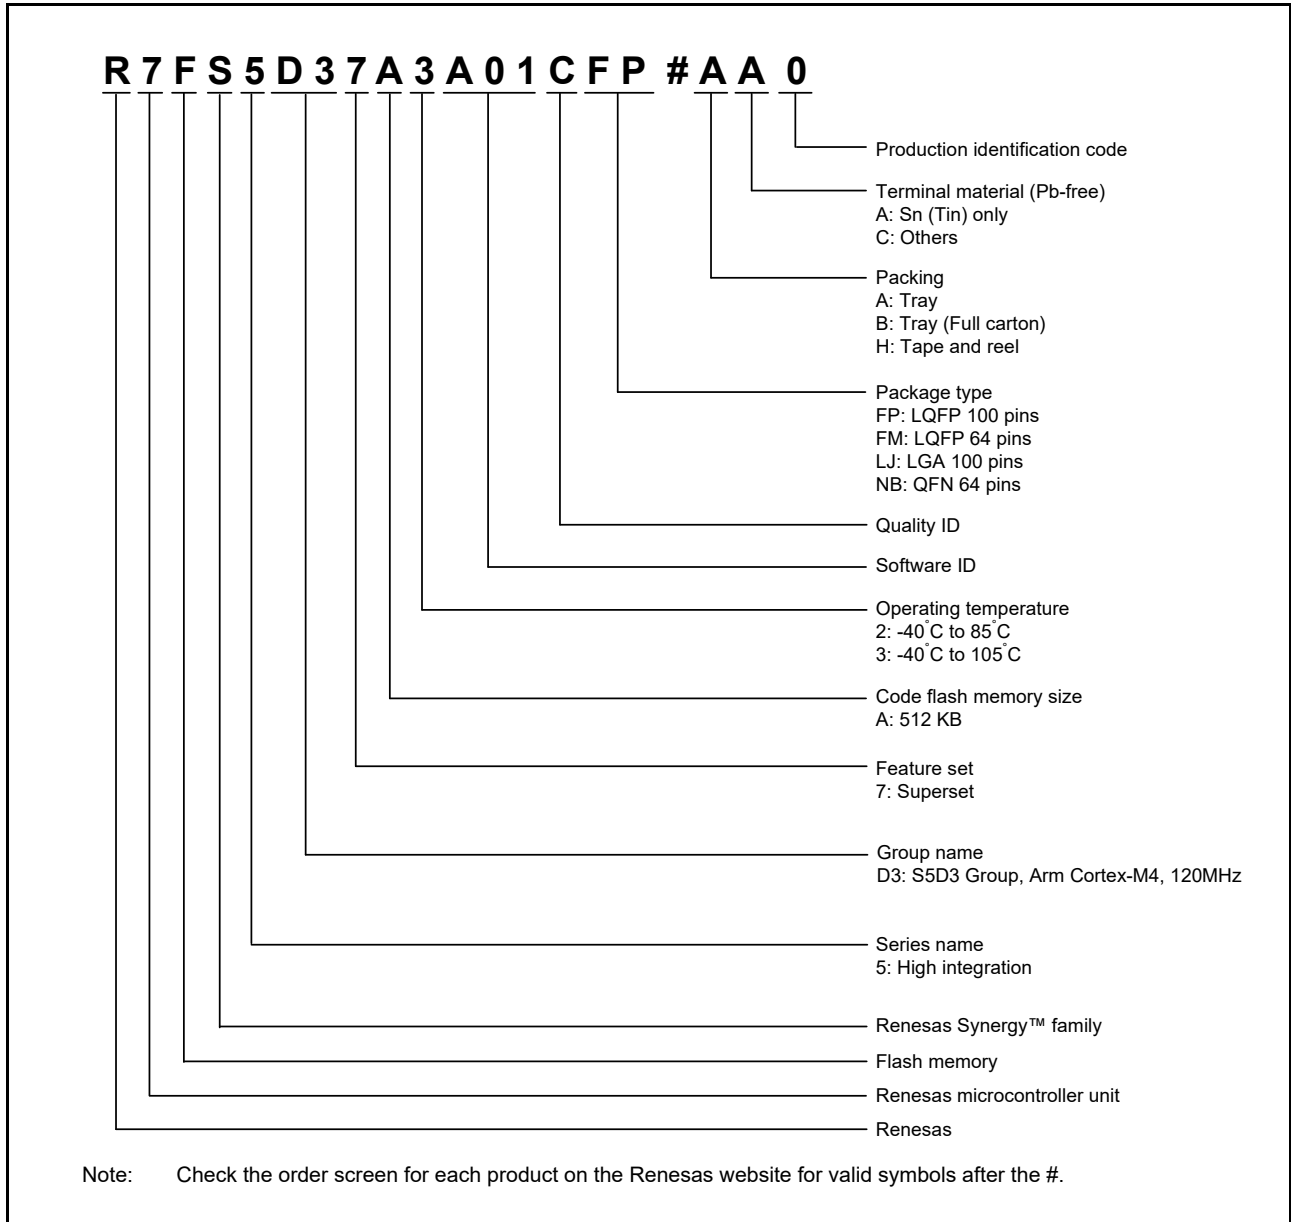 R7FS5D37A3A01CFP #AA0
Production identification code
Terminal material (Pb-free)
A: Sn (Tin) only
C: Others
Packing
A: Tray
B: Tray (Full carton)
H: Tape and reel
Package type
FP: LQFP 100 pins
FM: LQFP 64 pins
LJ: LGA 100 pins
NB: QFN 64 pins
Quality ID
Software ID
Operating temperature
2: -40°C to 85°C
3: -40°C to 105°C
Code flash memory size
A: 512 KB
Feature set
7: Superset
Group name
D3: S5D3 Group, Arm Cortex-M4, 120MHz
Series name
5: High integration
Renesas Synergy™ family
Flash memory
Renesas microcontroller unit
Renesas
Note: Check the order screen for each product on the Renesas website for valid symbols after the #.